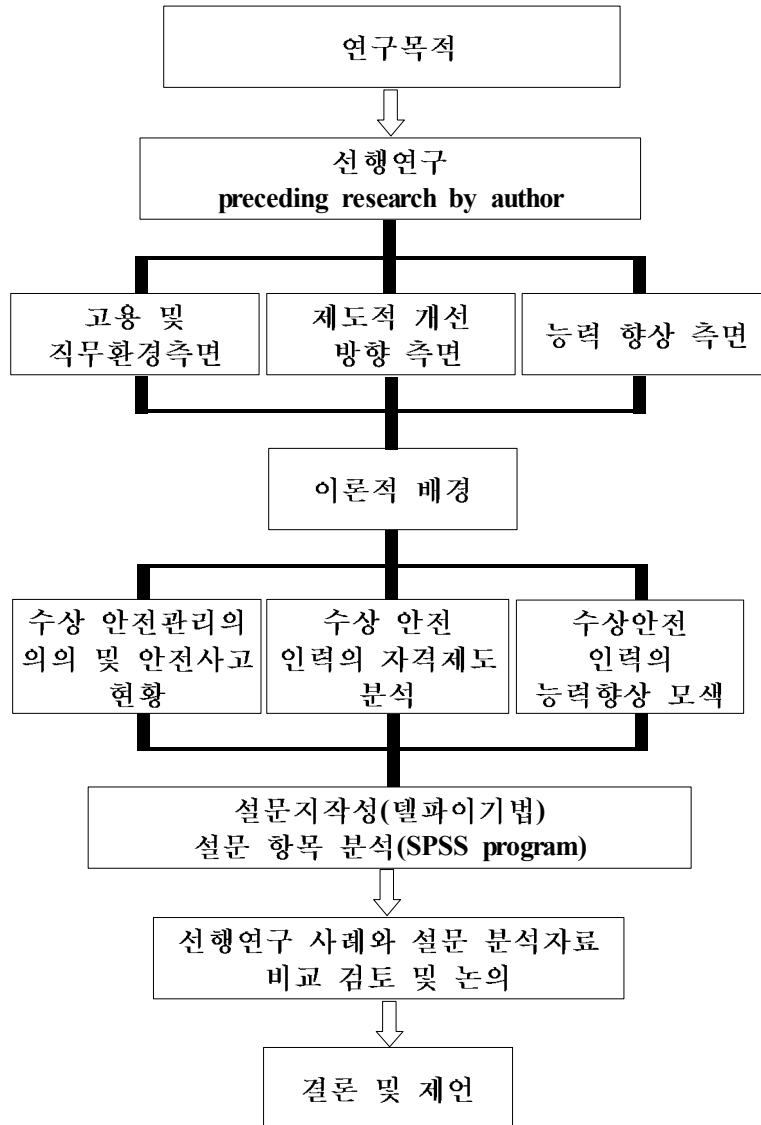 연구목적
선행연구
preceding research by author
고용 및
직무환경측면
제도적 개선
방향 측면
능력 향상 측면
이론적 배경
수상 안전관리의
의의 및 안전사고
현황
수상 안전
인력의 자격제도
분석
수상안전
인력의
능력향상 모색
설문지작성(텔파이기법)
설문 항목 분석(SPSS program)
선행연구 사례와 설문 분석자료
비교 검토 및 논의
결론 및 제언